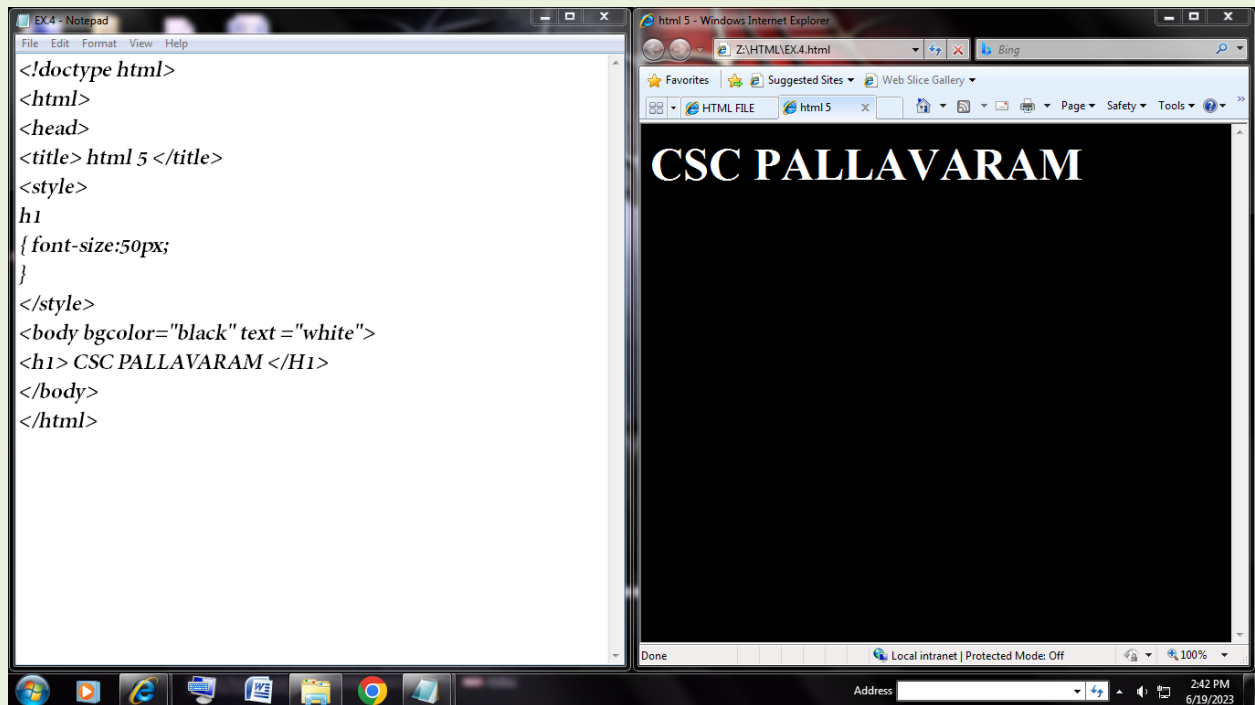 EX.4 - Notepad
File Edit Format View Help
<!doctype html>
<html>
<head>
<title> html 5 </title>
<style>
h1
{ font-size:50px;
}
</style>
<body bgcolor="black" text ="white">
<h1> CSC PALLAVARAM </H1>
</body>
</html>
html 5 - Windows Internet Explorer
Z:\HTML\EX.4.html Bing
Favorites Suggested Sites Web Slice Gallery
HTML FILE html 5 x Page Safety Tools
CSC PALLAVARAM
Done Local intranet | Protected Mode: Off 100%
Address 2:42 PM
6/19/2023